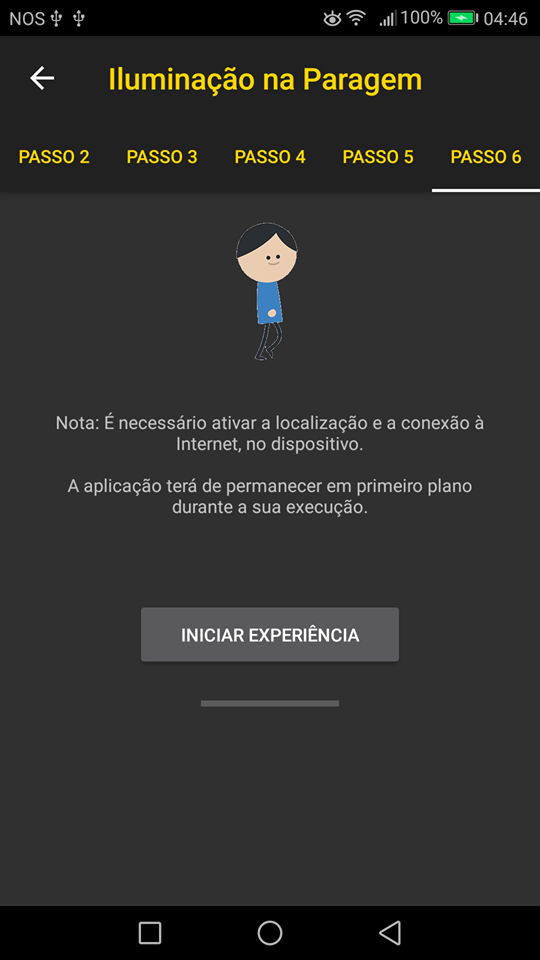 NOS 100% 04:46
Iluminação na Paragem
PASSO 2 PASSO 3 PASSO 4 PASSO 5 PASSO 6
Nota: É necessário ativar a localização e a conexão à
Internet, no dispositivo.
A aplicação terá de permanecer em primeiro plano
durante a sua execução.
INICIAR EXPERIÊNCIA